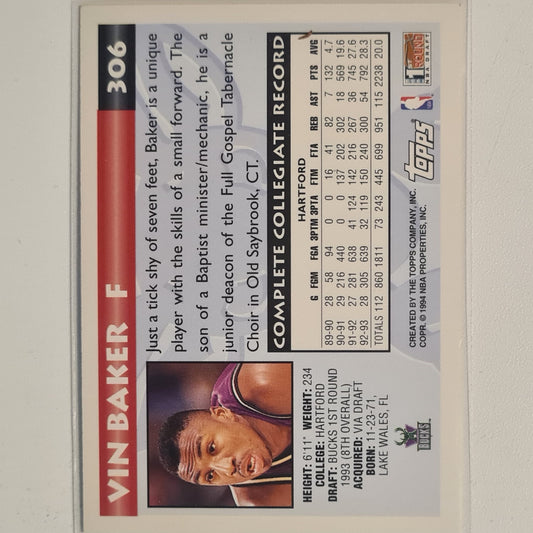 VIN BAKER F 306
Just a tick shy of seven feet, Baker is a unique
player with the skills of a small forward. The
son of a Baptist minister/mechanic, he is a
junior deacon of the Full Gospel Tabernacle
Choir in Old Saybrook, CT.
HEIGHT: 6'11" WEIGHT: 234
COLLEGE: HARTFORD
DRAFT: BUCKS 1ST ROUND
1993 (8TH OVERALL)
ACQUIRED: VIA DRAFT
BORN: 11-23-71,
LAKE WALES, FL
BUCKS
COMPLETE COLLEGIATE RECORD
HARTFORD
G FGM FGA 3PTM 3PTA FTM FTA REB AST PTS AVG
89-90 28 58 94 0 0 16 41 82 7 132 4.7
90-91 29 216 440 0 0 137 202 302 18 569 19.6
91-92 27 281 638 41 124 142 216 267 36 745 27.6
92-93 28 305 639 32 119 150 240 300 54 792 28.3
TOTALS 112 860 1811 73 243 445 699 951 115 2238 20.0
CREATED BY THE TOPPS COMPANY, INC.
COPR. © 1994 NBA PROPERTIES, INC.
TOPPS
1ST ROUND
NBA DRAFT